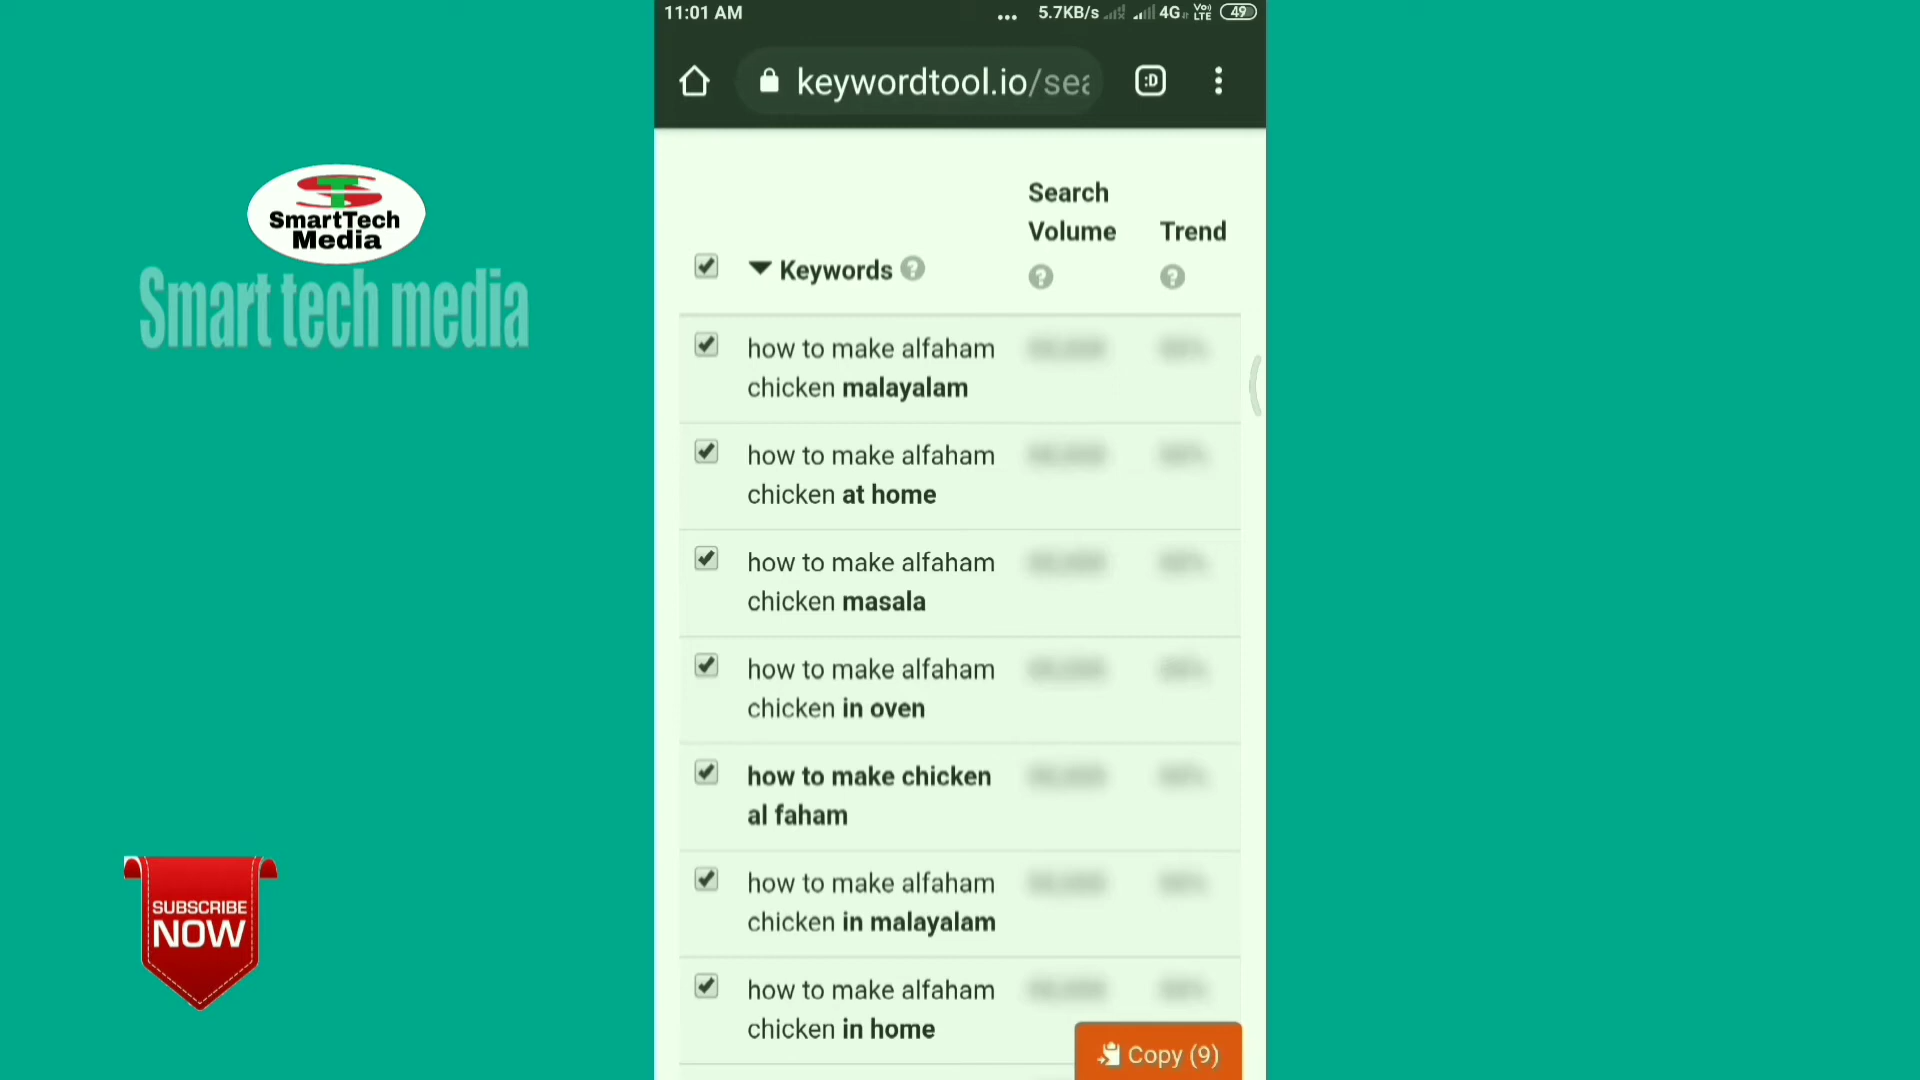 11:01 AM
... 5.7KB/s 4G Vo) LTE 49
keywordtool.io/sea
:D
SmartTech
Media
Smart tech media
Search
Volume
Trend
Keywords
how to make alfaham
chicken malayalam
how to make alfaham
chicken at home
how to make alfaham
chicken masala
how to make alfaham
chicken in oven
how to make chicken
al faham
how to make alfaham
chicken in malayalam
how to make alfaham
chicken in home
Copy (9)
SUBSCRIBE
NOW